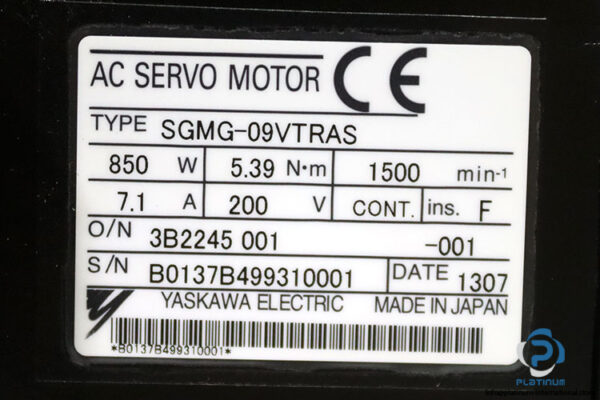 AC SERVO MOTOR CE
TYPE SGMG-09VTRAS
850 W 5.39 N·m 1500 min-1
7.1 A 200 V CONT. ins. F
O/N 3B2245 001 -001
S/N B0137B499310001 DATE 1307
YASKAWA ELECTRIC MADE IN JAPAN
*B0137B499310001*
PLATINUM